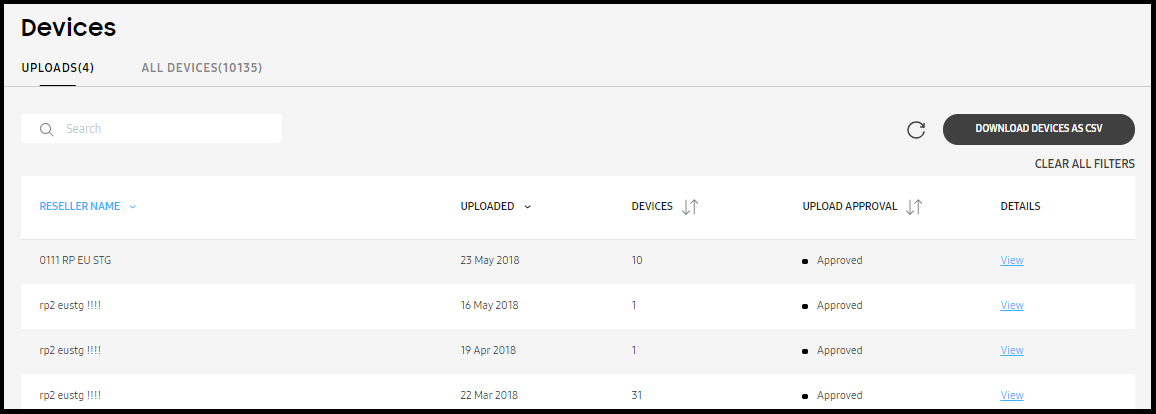 Devices
UPLOADS(4) ALL DEVICES(10135)
Search DOWNLOAD DEVICES AS CSV
CLEAR ALL FILTERS
RESELLER NAME UPLOADED DEVICES UPLOAD APPROVAL DETAILS
0111 RP EU STG 23 May 2018 10 Approved View
rp2 eustg !!!! 16 May 2018 1 Approved View
rp2 eustg !!!! 19 Apr 2018 1 Approved View
rp2 eustg !!!! 22 Mar 2018 31 Approved View